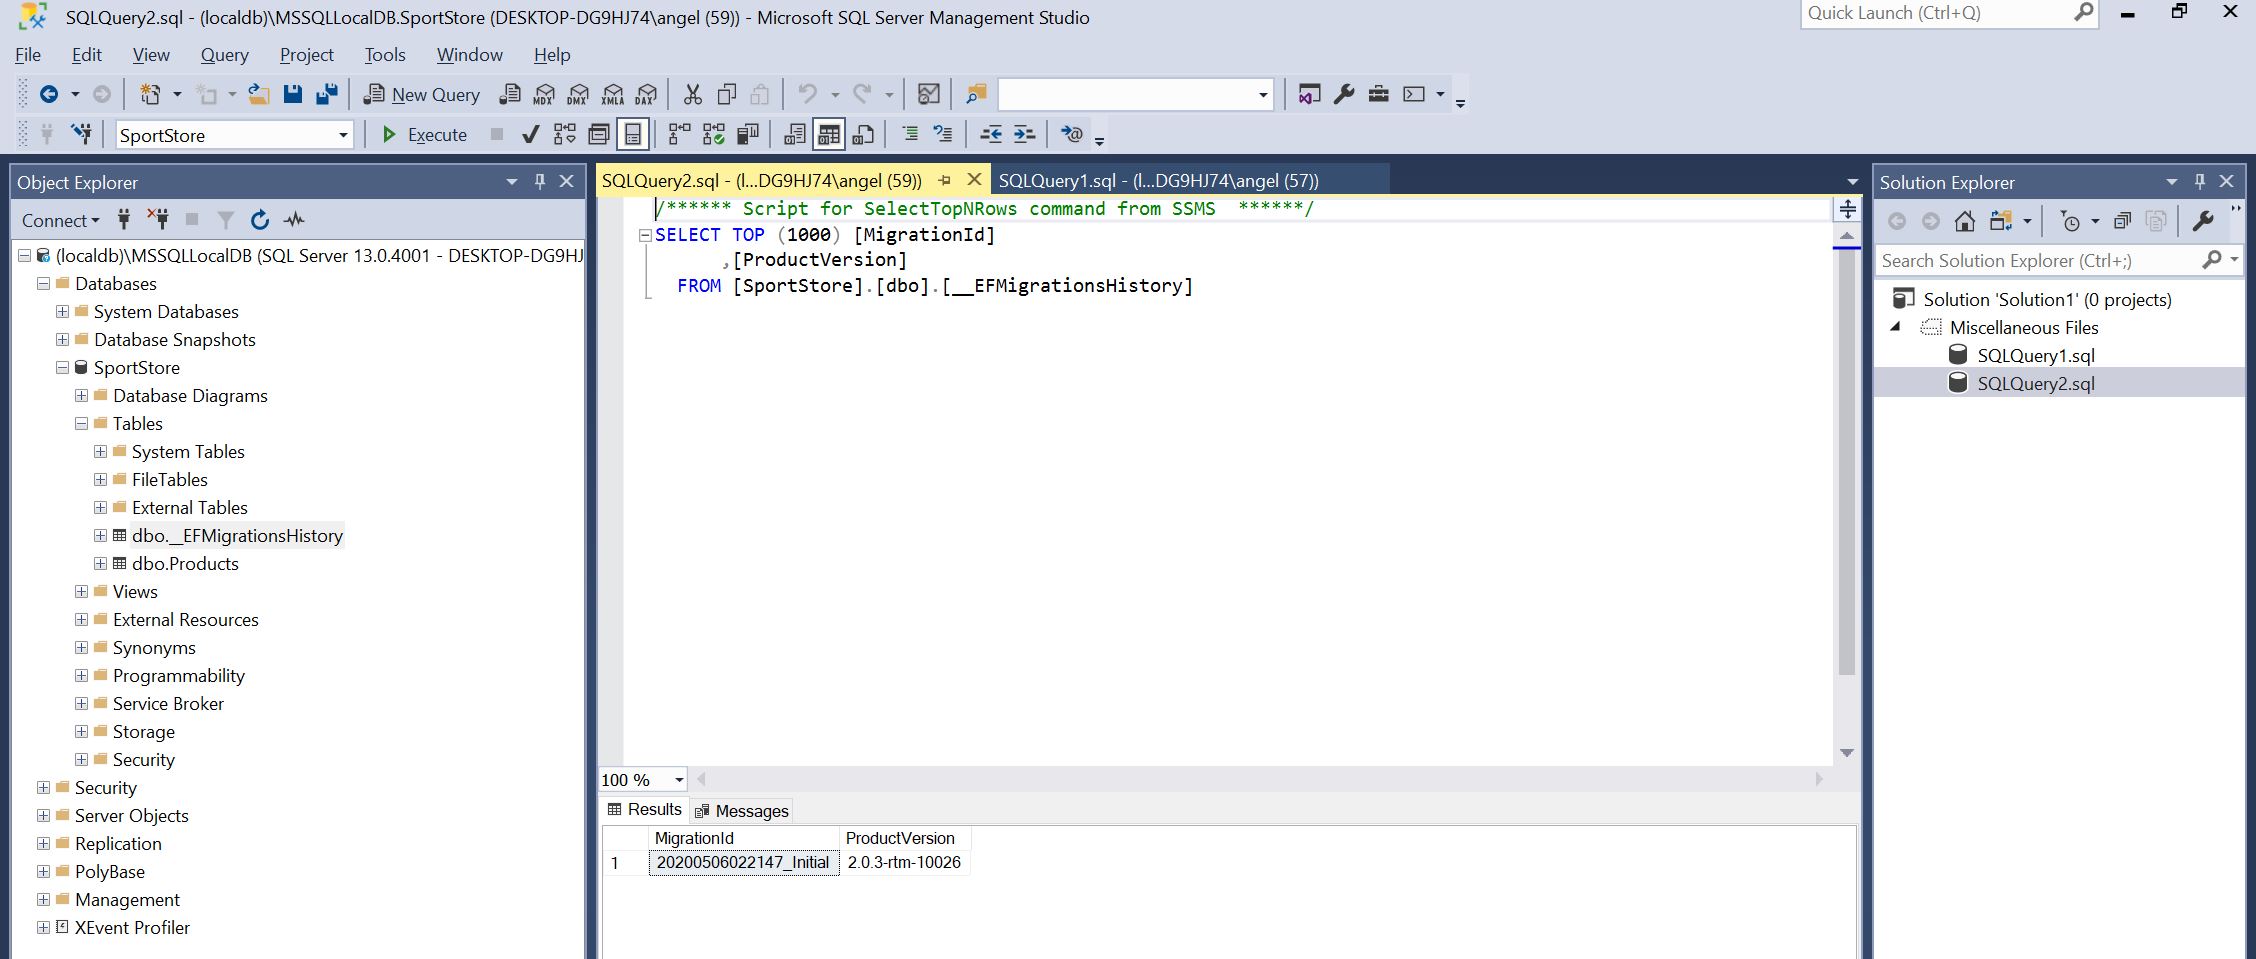 SQLQuery2.sql - (localdb)\MSSQLLocalDB.SportStore (DESKTOP-DG9HJ74\angel (59)) - Microsoft SQL Server Management Studio
Quick Launch (Ctrl+Q)
File Edit View Query Project Tools Window Help
New Query MDX DMX XMLA DAX
SportStore Execute
Object Explorer
Connect
(localdb)\MSSQLLocalDB (SQL Server 13.0.4001 - DESKTOP-DG9HJ
Databases
System Databases
Database Snapshots
SportStore
Database Diagrams
Tables
System Tables
FileTables
External Tables
dbo.__EFMigrationsHistory
dbo.Products
Views
External Resources
Synonyms
Programmability
Service Broker
Storage
Security
Security
Server Objects
Replication
PolyBase
Management
XEvent Profiler
SQLQuery2.sql - (l...DG9HJ74\angel (59)) SQLQuery1.sql - (l...DG9HJ74\angel (57))
/****** Script for SelectTopNRows command from SSMS ******/
SELECT TOP (1000) [MigrationId]
,[ProductVersion]
FROM [SportStore].[dbo].[__EFMigrationsHistory]
100 %
Results Messages
MigrationId ProductVersion
1 20200506022147_Initial 2.0.3-rtm-10026
Solution Explorer
Search Solution Explorer (Ctrl+;)
Solution 'Solution1' (0 projects)
Miscellaneous Files
SQLQuery1.sql
SQLQuery2.sql